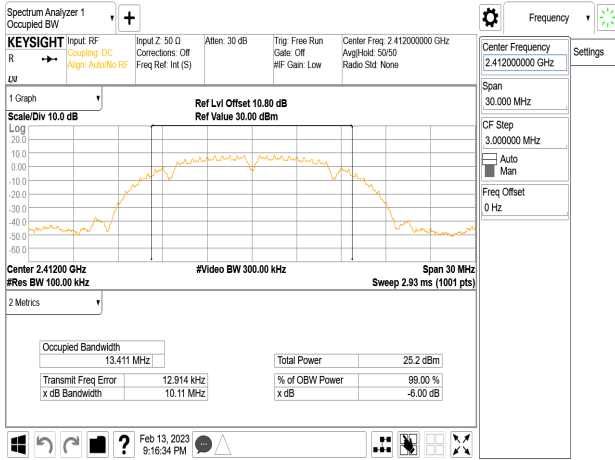 Spectrum Analyzer 1
Occupied BW
Frequency
Settings
KEYSIGHT
R
Input: RF
Coupling: DC
Align: Auto/No RF
Input Z: 50 Ω
Corrections: Off
Freq Ref: Int (S)
Atten: 30 dB
Trig: Free Run
Gate: Off
#IF Gain: Low
Center Freq: 2.412000000 GHz
Avg|Hold: 50/50
Radio Std: None
Center Frequency
2.412000000 GHz
Span
30.000 MHz
CF Step
3.000000 MHz
Auto
Man
Freq Offset
0 Hz
1 Graph
Scale/Div 10.0 dB
Ref Lvl Offset 10.80 dB
Ref Value 30.00 dBm
Log
20.0
10.0
0.00
-10.0
-20.0
-30.0
-40.0
-50.0
-60.0
Center 2.41200 GHz
#Res BW 100.00 kHz
#Video BW 300.00 kHz
Span 30 MHz
Sweep 2.93 ms (1001 pts)
2 Metrics
Occupied Bandwidth
13.411 MHz
Transmit Freq Error 12.914 kHz
x dB Bandwidth 10.11 MHz
Total Power 25.2 dBm
% of OBW Power 99.00 %
x dB -6.00 dB
?
Feb 13, 2023
9:16:34 PM